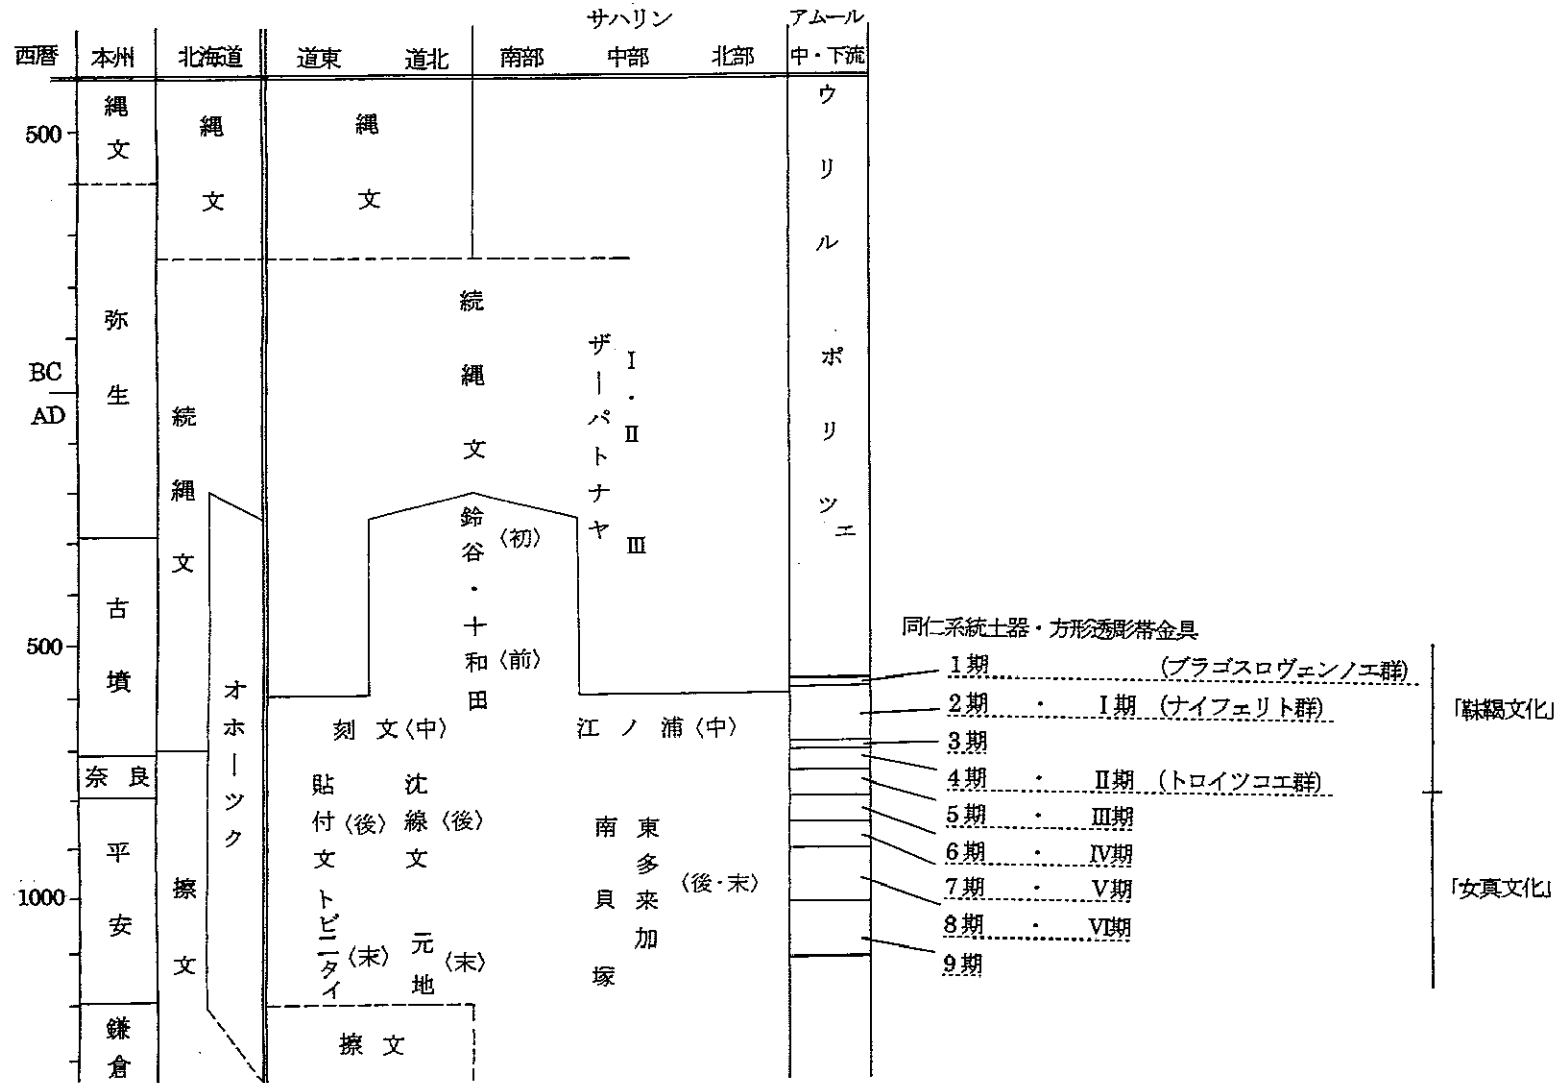 サハリン
アムール
西暦 本州 北海道 道東 道北 南部 中部 北部 中・下流
500
BC
AD
500
1000
縄文
弥生
古墳
奈良
平安
鎌倉
縄文
続縄文
擦文
オホーツク
縄文
続縄文
ザーパトナヤ
I・II
III
鈴谷・十和田
〈初〉
〈前〉
刻文〈中〉
江ノ浦〈中〉
貼付文〈後〉
沈線文〈後〉
トビニタイ〈末〉
元地〈末〉
南貝塚
東多来加
〈後・末〉
擦文
ウリル
ポリツェ
同仁系統土器・方形透彫帯金具
1期 (ブラゴスロヴェンノエ群)
2期 ・ I期 (ナイフェリト群)
3期
4期 ・ II期 (トロイツコエ群)
5期 ・ III期
6期 ・ IV期
7期 ・ V期
8期 ・ VI期
9期
「靺鞨文化」
「女真文化」